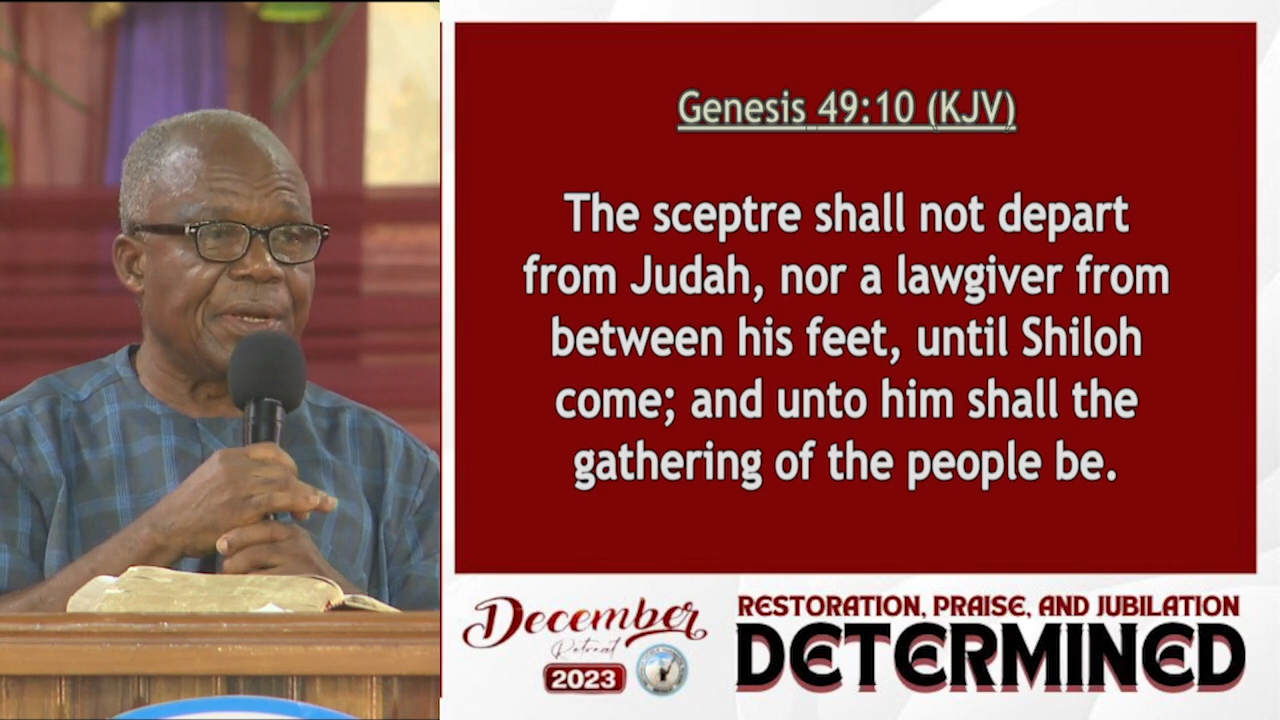 Genesis 49:10 (KJV)
The sceptre shall not depart
from Judah, nor a lawgiver from
between his feet, until Shiloh
come; and unto him shall the
gathering of the people be.
December
Retreat
2023
RESTORATION, PRAISE, AND JUBILATION
DETERMINED